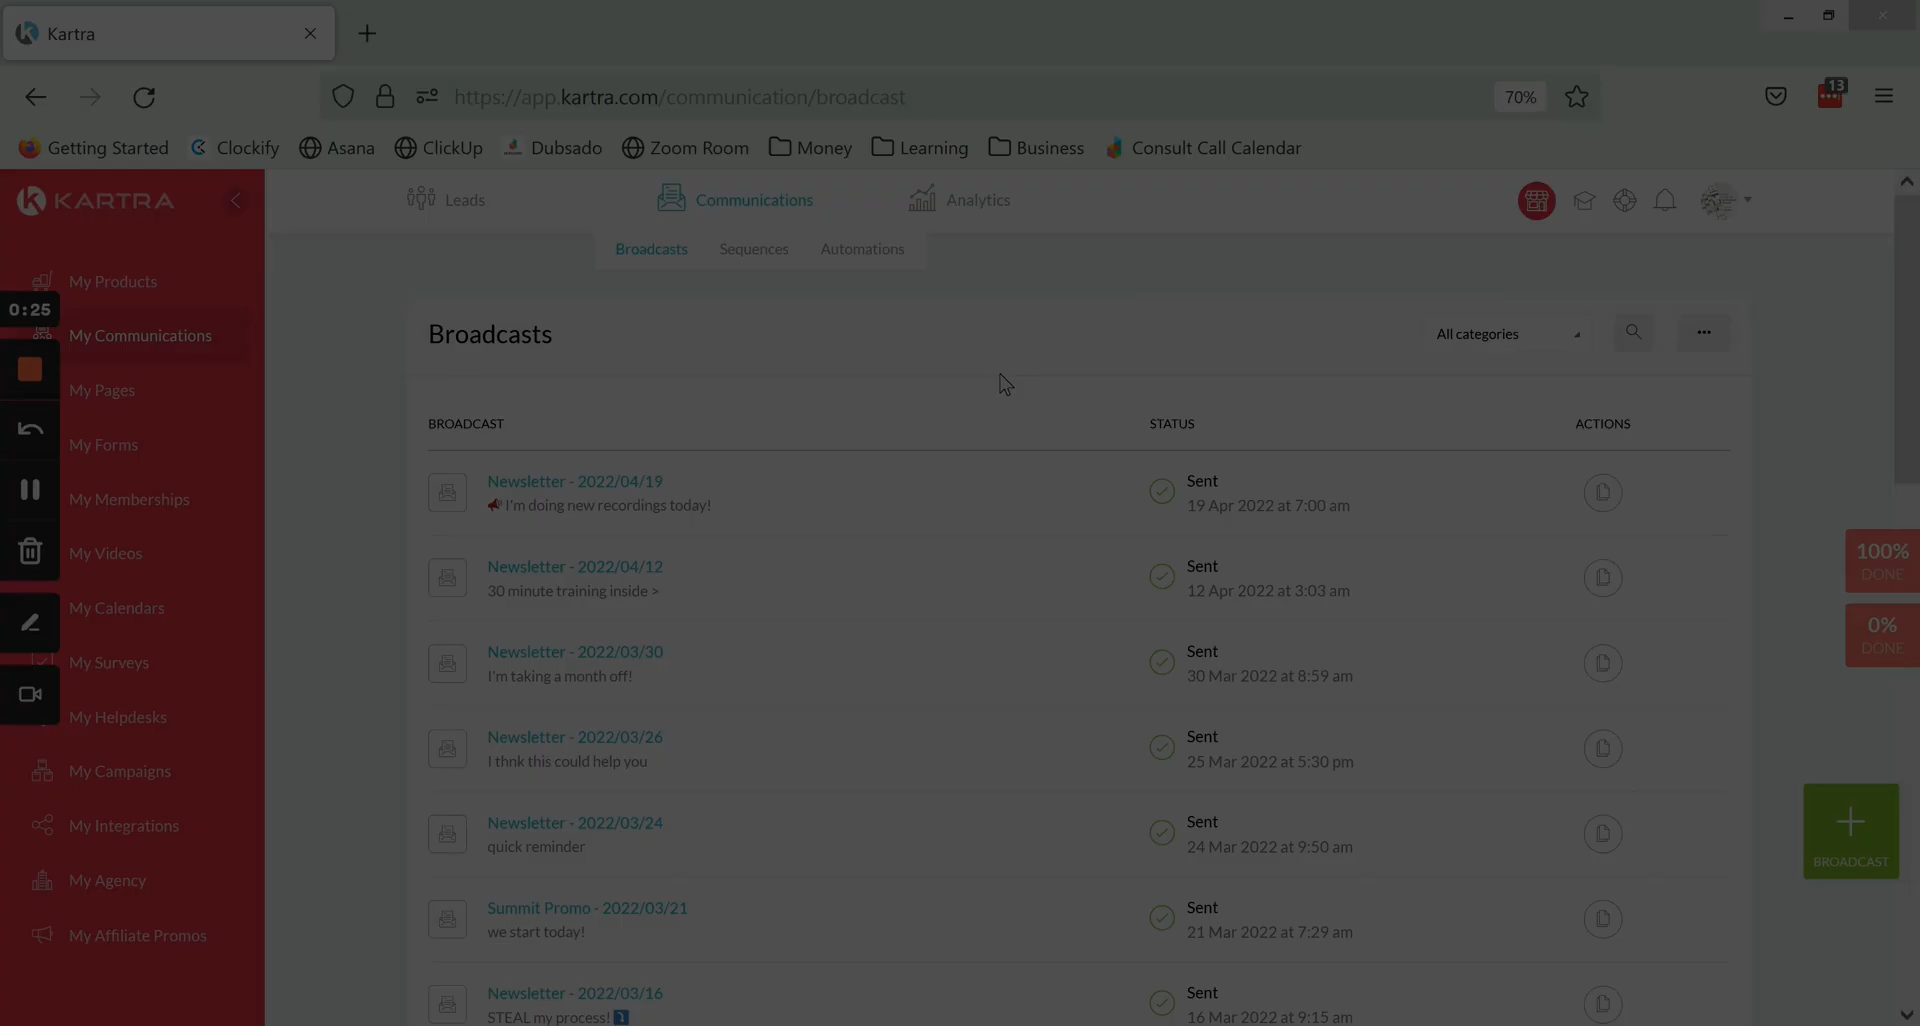 Kartra
https://app.kartra.com/communication/broadcast
70%
13
Getting Started
Clockify
Asana
ClickUp
Dubsado
Zoom Room
Money
Learning
Business
Consult Call Calendar
KARTRA
Leads
Communications
Analytics
Broadcasts
Sequences
Automations
My Products
0:25
My Communications
My Pages
My Forms
My Memberships
My Videos
My Calendars
My Surveys
My Helpdesks
My Campaigns
My Integrations
My Agency
My Affiliate Promos
Broadcasts
All categories
BROADCAST STATUS ACTIONS
Newsletter - 2022/04/19 Sent
I'm doing new recordings today! 19 Apr 2022 at 7:00 am
Newsletter - 2022/04/12 Sent
30 minute training inside > 12 Apr 2022 at 3:03 am
Newsletter - 2022/03/30 Sent
I'm taking a month off! 30 Mar 2022 at 8:59 am
Newsletter - 2022/03/26 Sent
I thnk this could help you 25 Mar 2022 at 5:30 pm
Newsletter - 2022/03/24 Sent
quick reminder 24 Mar 2022 at 9:50 am
Summit Promo - 2022/03/21 Sent
we start today! 21 Mar 2022 at 7:29 am
Newsletter - 2022/03/16 Sent
STEAL my process! 16 Mar 2022 at 9:15 am
100%
DONE
0%
DONE
BROADCAST